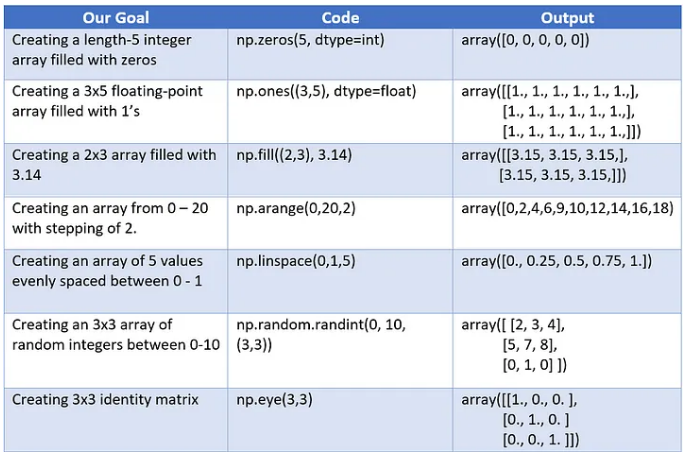 Our Goal Code Output
Creating a length-5 integer np.zeros(5, dtype=int) array([0, 0, 0, 0, 0])
array filled with zeros
Creating a 3x5 floating-point np.ones((3,5), dtype=float) array([[1., 1., 1., 1., 1., 1.,],
array filled with 1’s [1., 1., 1., 1., 1., 1.,],
[1., 1., 1., 1., 1., 1.,]])
Creating a 2x3 array filled with np.fill((2,3), 3.14) array([[3.15, 3.15, 3.15,],
3.14 [3.15, 3.15, 3.15,]])
Creating an array from 0 – 20 np.arange(0,20,2) array([0,2,4,6,9,10,12,14,16,18)
with stepping of 2.
Creating an array of 5 values np.linspace(0,1,5) array([0., 0.25, 0.5, 0.75, 1.])
evenly spaced between 0 - 1
Creating an 3x3 array of np.random.randint(0, 10, array([ [2, 3, 4],
random integers between 0-10 (3,3)) [5, 7, 8],
[0, 1, 0] ])
Creating 3x3 identity matrix np.eye(3,3) array([[1., 0., 0. ],
[0., 1., 0. ]
[0., 0., 1. ]])